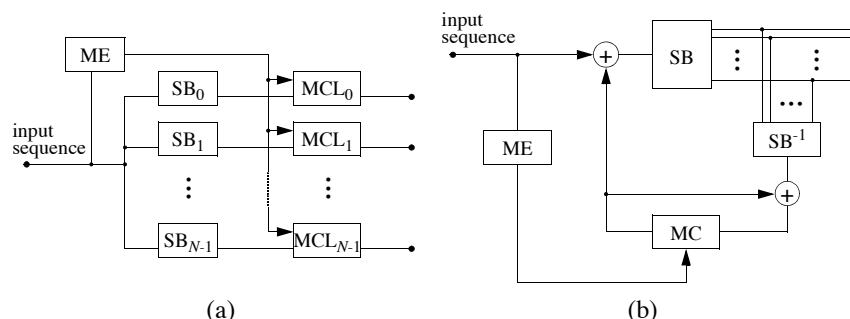 input
sequence
ME
SB0
MCL0
SB1
MCL1
SBN-1
MCLN-1
(a)
input
sequence
+
SB
ME
SB-1
+
MC
(b)